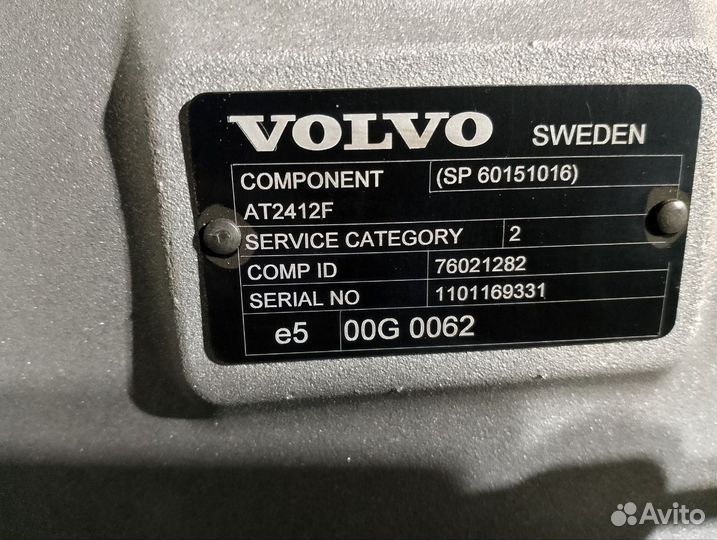 VOLVO SWEDEN
COMPONENT (SP 60151016)
AT2412F
SERVICE CATEGORY 2
COMP ID 76021282
SERIAL NO 1101169331
e5 00G 0062
Avito